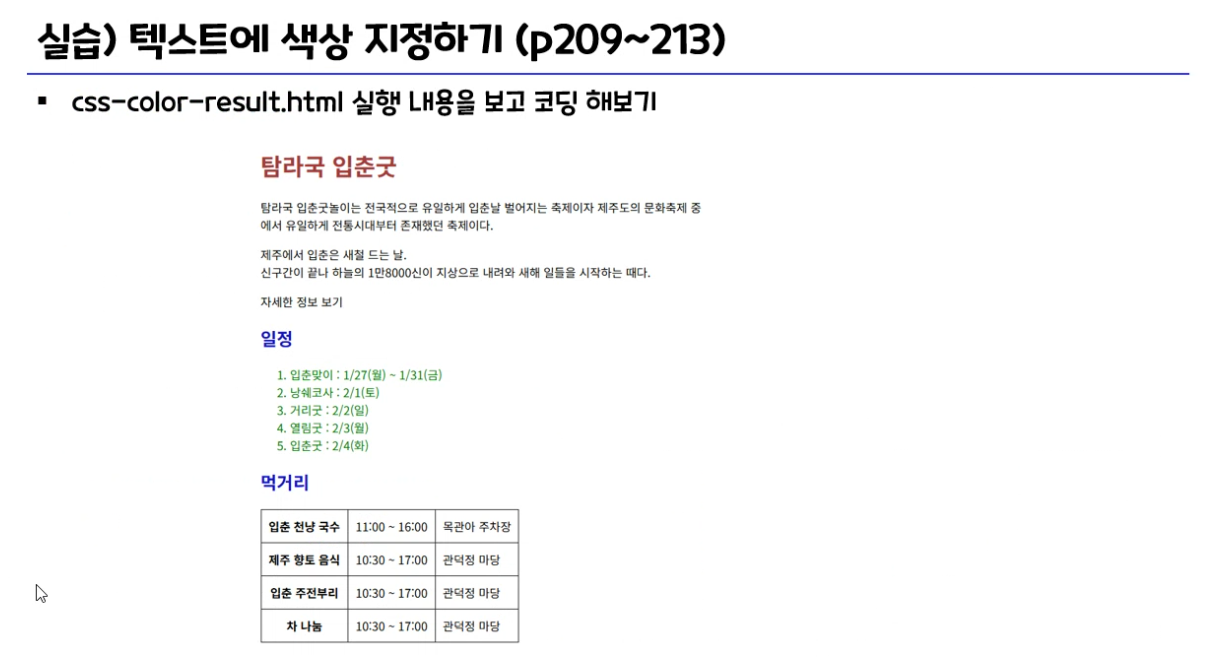 실습) 텍스트에 색상 지정하기 (p209~213)
▪ css-color-result.html 실행 내용을 보고 코딩 해보기
탐라국 입춘굿
탐라국 입춘굿놀이는 전국적으로 유일하게 입춘날 벌어지는 축제이자 제주도의 문화축제 중
에서 유일하게 전통시대부터 존재했던 축제이다.
제주에서 입춘은 새철 드는 날.
신구간이 끝나 하늘의 1만8000신이 지상으로 내려와 새해 일들을 시작하는 때다.
자세한 정보 보기
일정
1. 입춘맞이 : 1/27(월) ~ 1/31(금)
2. 낭쉐코사 : 2/1(토)
3. 거리굿 : 2/2(일)
4. 열림굿 : 2/3(월)
5. 입춘굿 : 2/4(화)
먹거리
입춘 천냥 국수 11:00 ~ 16:00 목관아 주차장
제주 향토 음식 10:30 ~ 17:00 관덕정 마당
입춘 주전부리 10:30 ~ 17:00 관덕정 마당
차 나눔 10:30 ~ 17:00 관덕정 마당